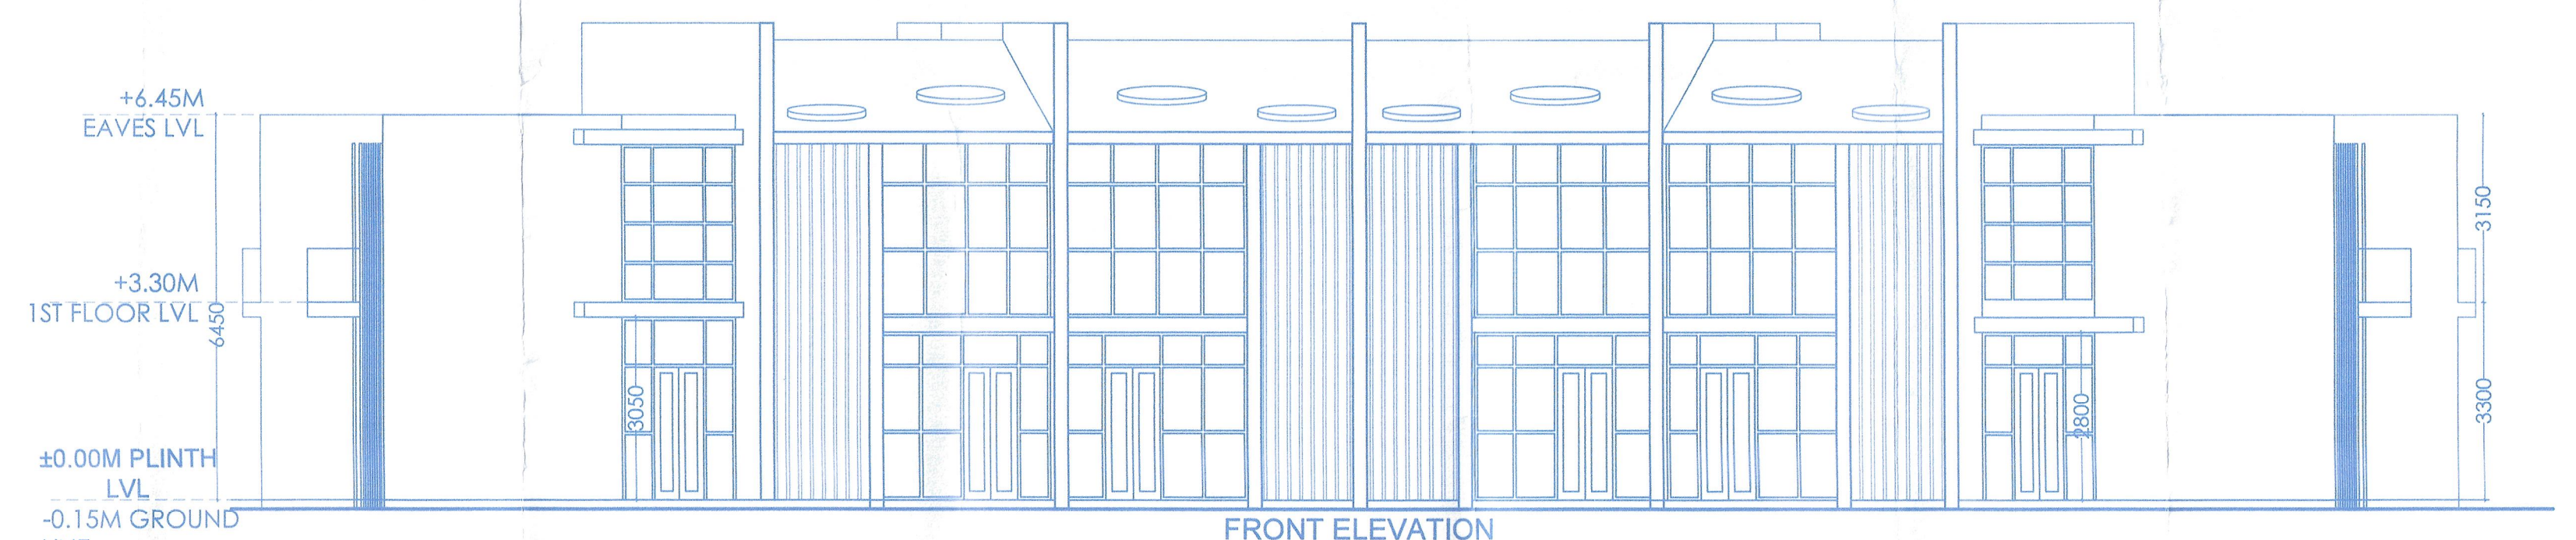 +6.45M
EAVES LVL
+3.30M
1ST FLOOR LVL
6450
±0.00M PLINTH
LVL
-0.15M GROUND
3050
2800
3150
3300
FRONT ELEVATION